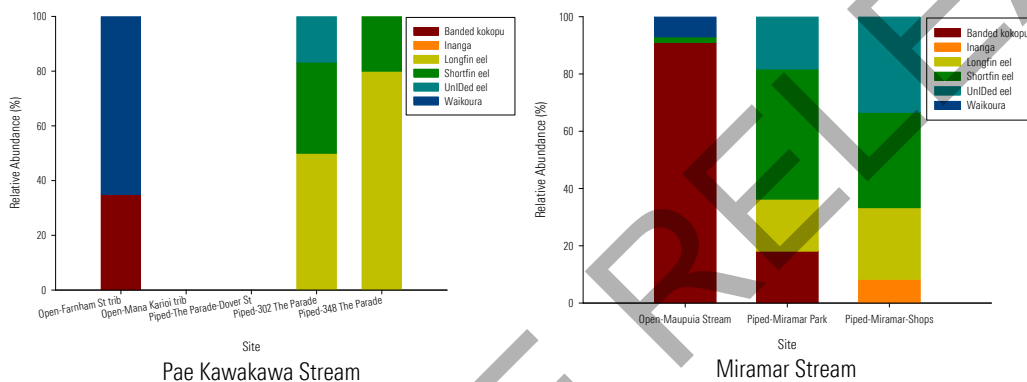 100
80
60
40
20
0
Relative Abundance (%)
Open-Farnham St trib
Open-Mana Karioi trib
Piped-The Parade-Dover St
Piped-302 The Parade
Piped-348 The Parade
Site
Banded kokopu
Inanga
Longfin eel
Shortfin eel
UnIDed eel
Waikoura
Pae Kawakawa Stream
100
80
60
40
20
0
Relative Abundance (%)
Open-Maupuia Stream
Piped-Miramar Park
Piped-Miramar-Shops
Site
Banded kokopu
Inanga
Longfin eel
Shortfin eel
UnIDed eel
Waikoura
Miramar Stream